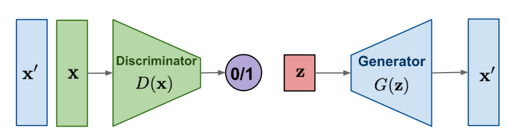 x′
x
Discriminator
D(x)
0/1
z
Generator
G(z)
x′